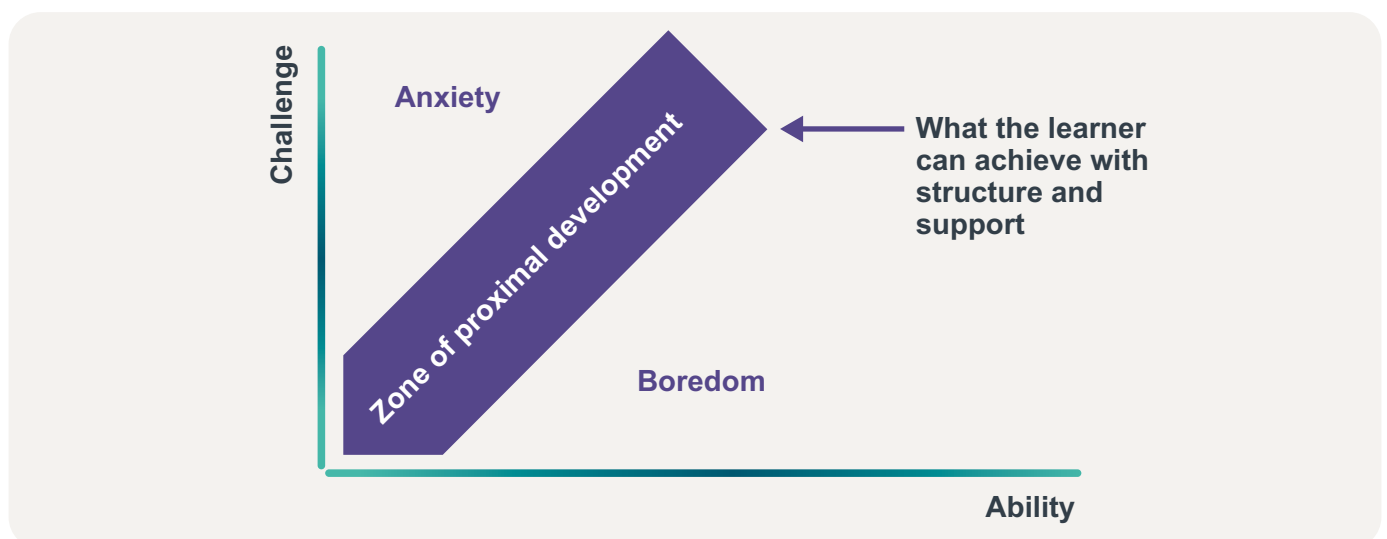 Challenge
Anxiety
Zone of proximal development
What the learner
can achieve with
structure and
support
Boredom
Ability